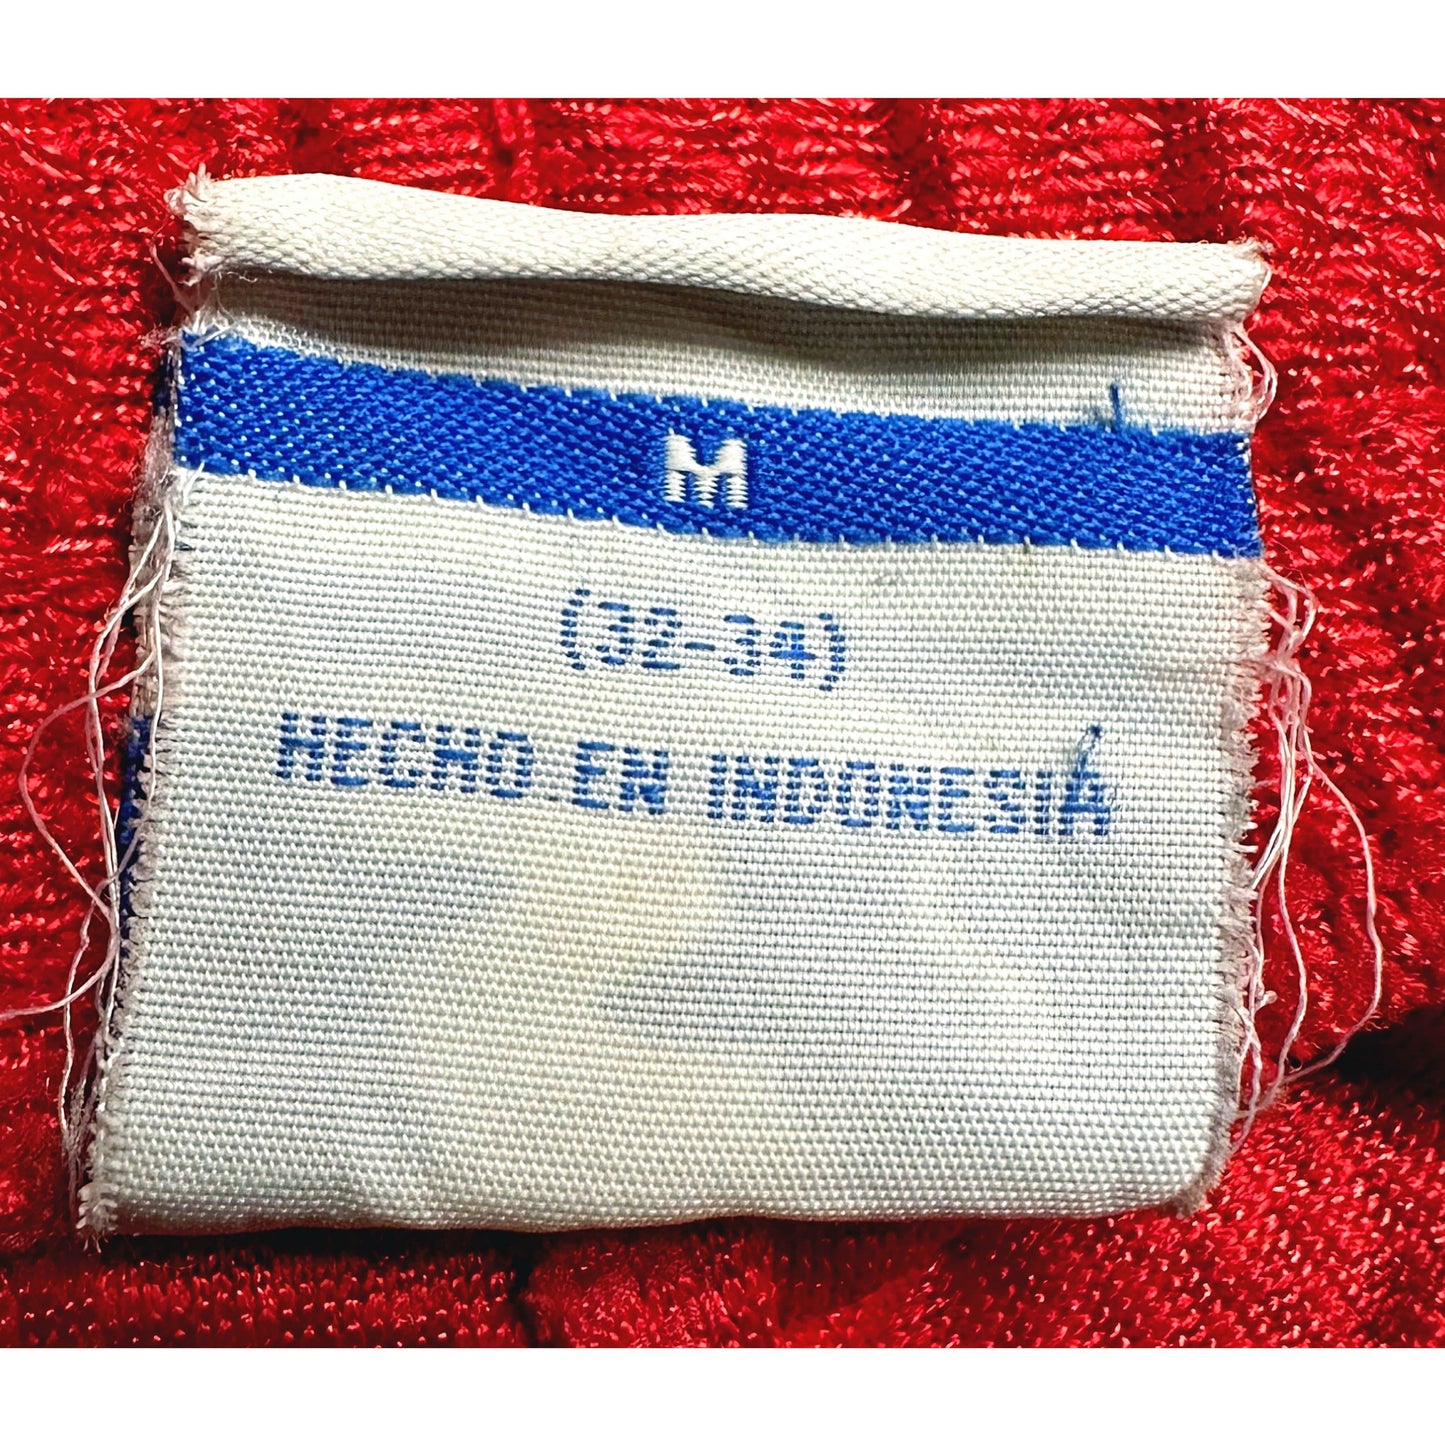 M
(32-34)
HECHO EN INDONESIA